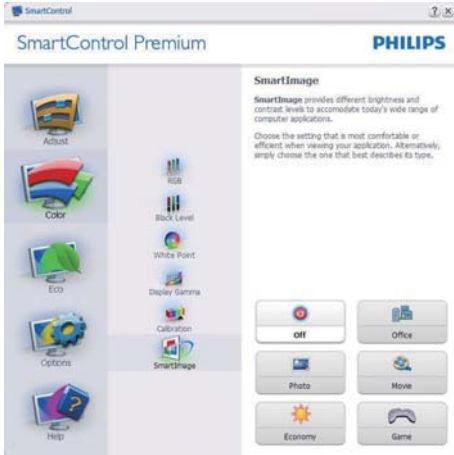 SmartControl
SmartControl Premium
PHILIPS
Adjust
Color
Eco
Options
Help
RGB
Black Level
White Point
Display Gamma
Calibration
SmartImage
SmartImage
SmartImage provides different brightness and
contrast levels to accomodate today's wide range of
computer applications.
Choose the setting that is most comfortable or
efficient when viewing your application. Alternatively,
simply choose the one that best describes its type.
Off
Office
Photo
Movie
Economy
Game